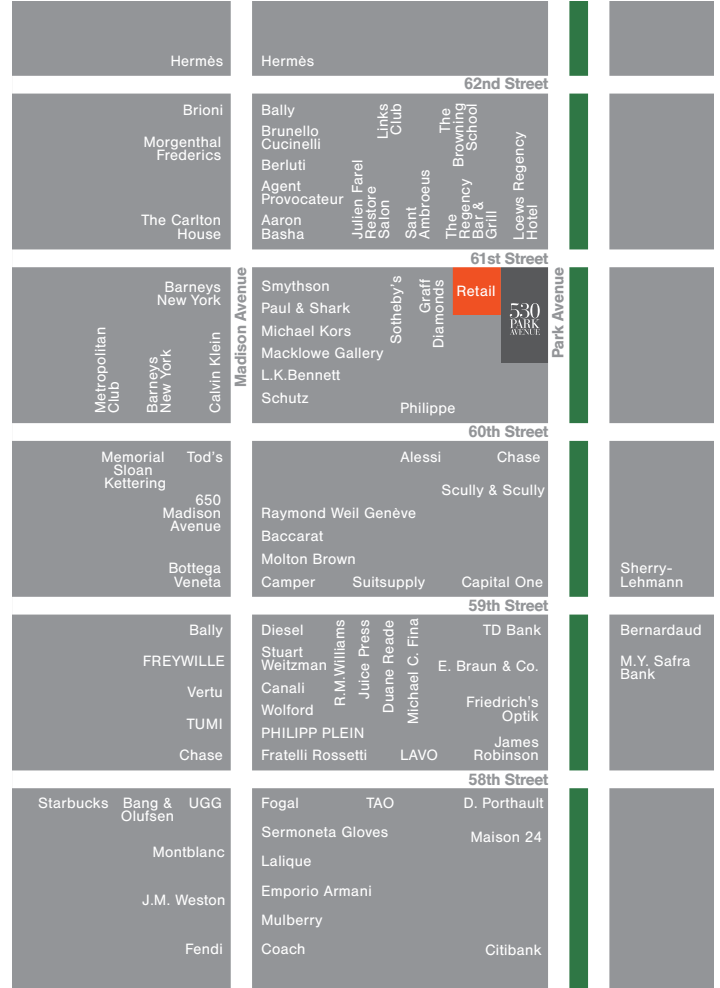 Hermès
Hermès
62nd Street
Brioni
Morgenthal
Frederics
The Carlton
House
Bally
Brunello
Cucinelli
Berluti
Agent
Provocateur
Aaron
Basha
Julien Farel
Restore
Salon
Links
Club
Sant
Ambroeus
The
Browning
School
The
Regency
Bar &
Grill
Loews Regency
Hotel
61st Street
Barneys
New York
Metropolitan
Club
Barneys
New York
Calvin Klein
Madison Avenue
Smythson
Paul & Shark
Michael Kors
Macklowe Gallery
L.K.Bennett
Schutz
Sotheby's
Graff
Diamonds
Retail
530
PARK
AVENUE
Philippe
Park Avenue
60th Street
Memorial
Sloan
Kettering
Tod's
650
Madison
Avenue
Bottega
Veneta
Alessi
Chase
Scully & Scully
Raymond Weil Genève
Baccarat
Molton Brown
Camper
Suitsupply
Capital One
Sherry-
Lehmann
59th Street
Bally
FREYWILLE
Vertu
TUMI
Chase
Diesel
Stuart
Weitzman
Canali
Wolford
PHILIPP PLEIN
Fratelli Rossetti
R.M.Williams
Juice Press
Duane Reade
Michael C. Fina
LAVO
TD Bank
E. Braun & Co.
Friedrich's
Optik
James
Robinson
Bernardaud
M.Y. Safra
Bank
58th Street
Starbucks
Bang &
Olufsen
UGG
Montblanc
J.M. Weston
Fendi
Fogal
TAO
D. Porthault
Sermoneta Gloves
Maison 24
Lalique
Emporio Armani
Mulberry
Coach
Citibank